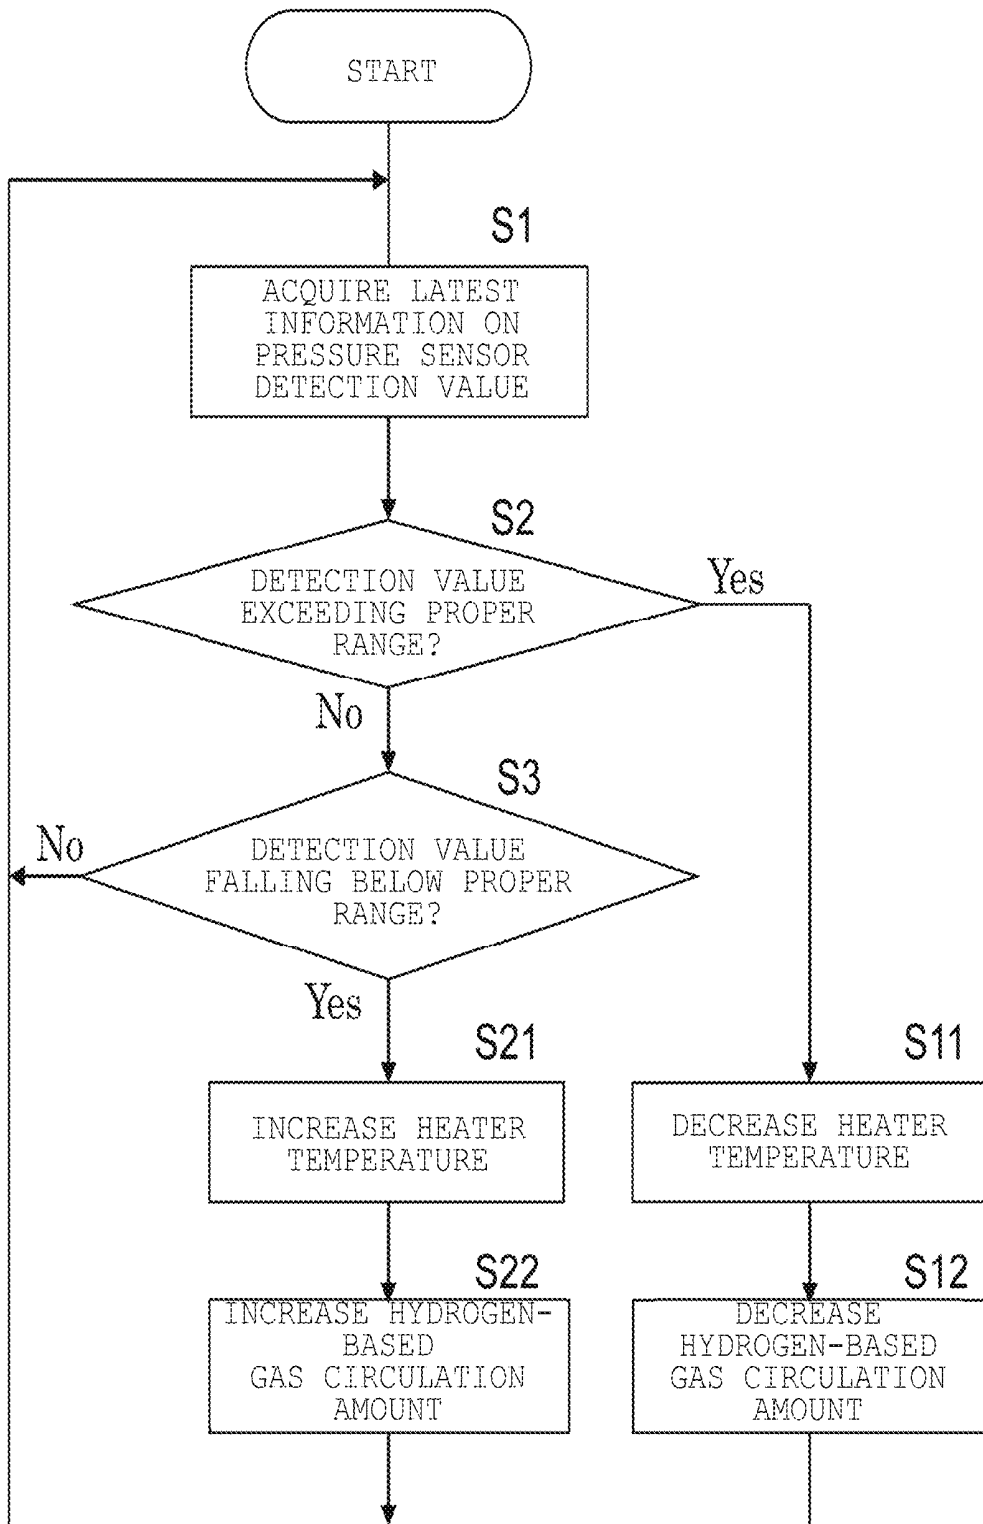 START
S1
ACQUIRE LATEST
INFORMATION ON
PRESSURE SENSOR
DETECTION VALUE
S2
DETECTION VALUE
EXCEEDING PROPER
RANGE?
Yes
No
S3
DETECTION VALUE
FALLING BELOW PROPER
RANGE?
No
Yes
S21
INCREASE HEATER
TEMPERATURE
S11
DECREASE HEATER
TEMPERATURE
S22
INCREASE HYDROGEN-
BASED
GAS CIRCULATION
AMOUNT
S12
DECREASE
HYDROGEN-BASED
GAS CIRCULATION
AMOUNT